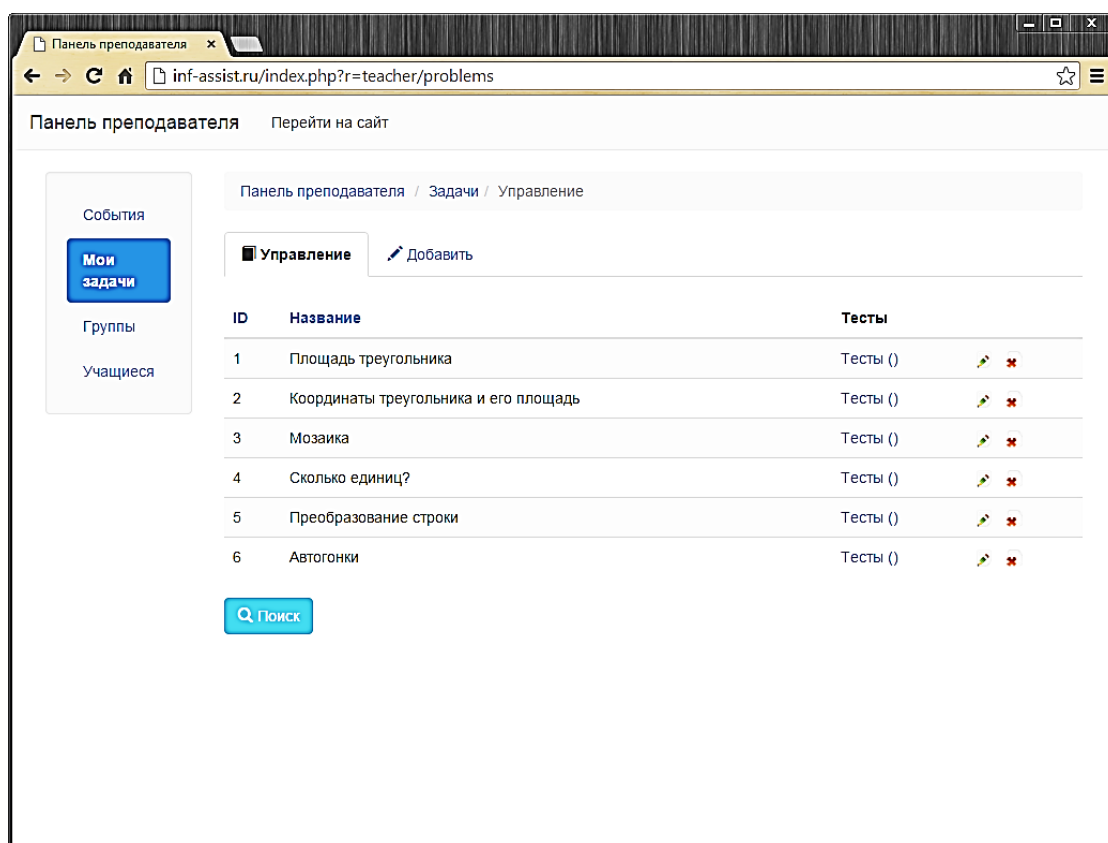 Панель преподавателя
inf-assist.ru/index.php?r=teacher/problems
Панель преподавателя Перейти на сайт
События
Мои
задачи
Группы
Учащиеся
Панель преподавателя / Задачи / Управление
Управление Добавить
ID Название Тесты
1 Площадь треугольника Тесты ()
2 Координаты треугольника и его площадь Тесты ()
3 Мозаика Тесты ()
4 Сколько единиц? Тесты ()
5 Преобразование строки Тесты ()
6 Автогонки Тесты ()
Поиск